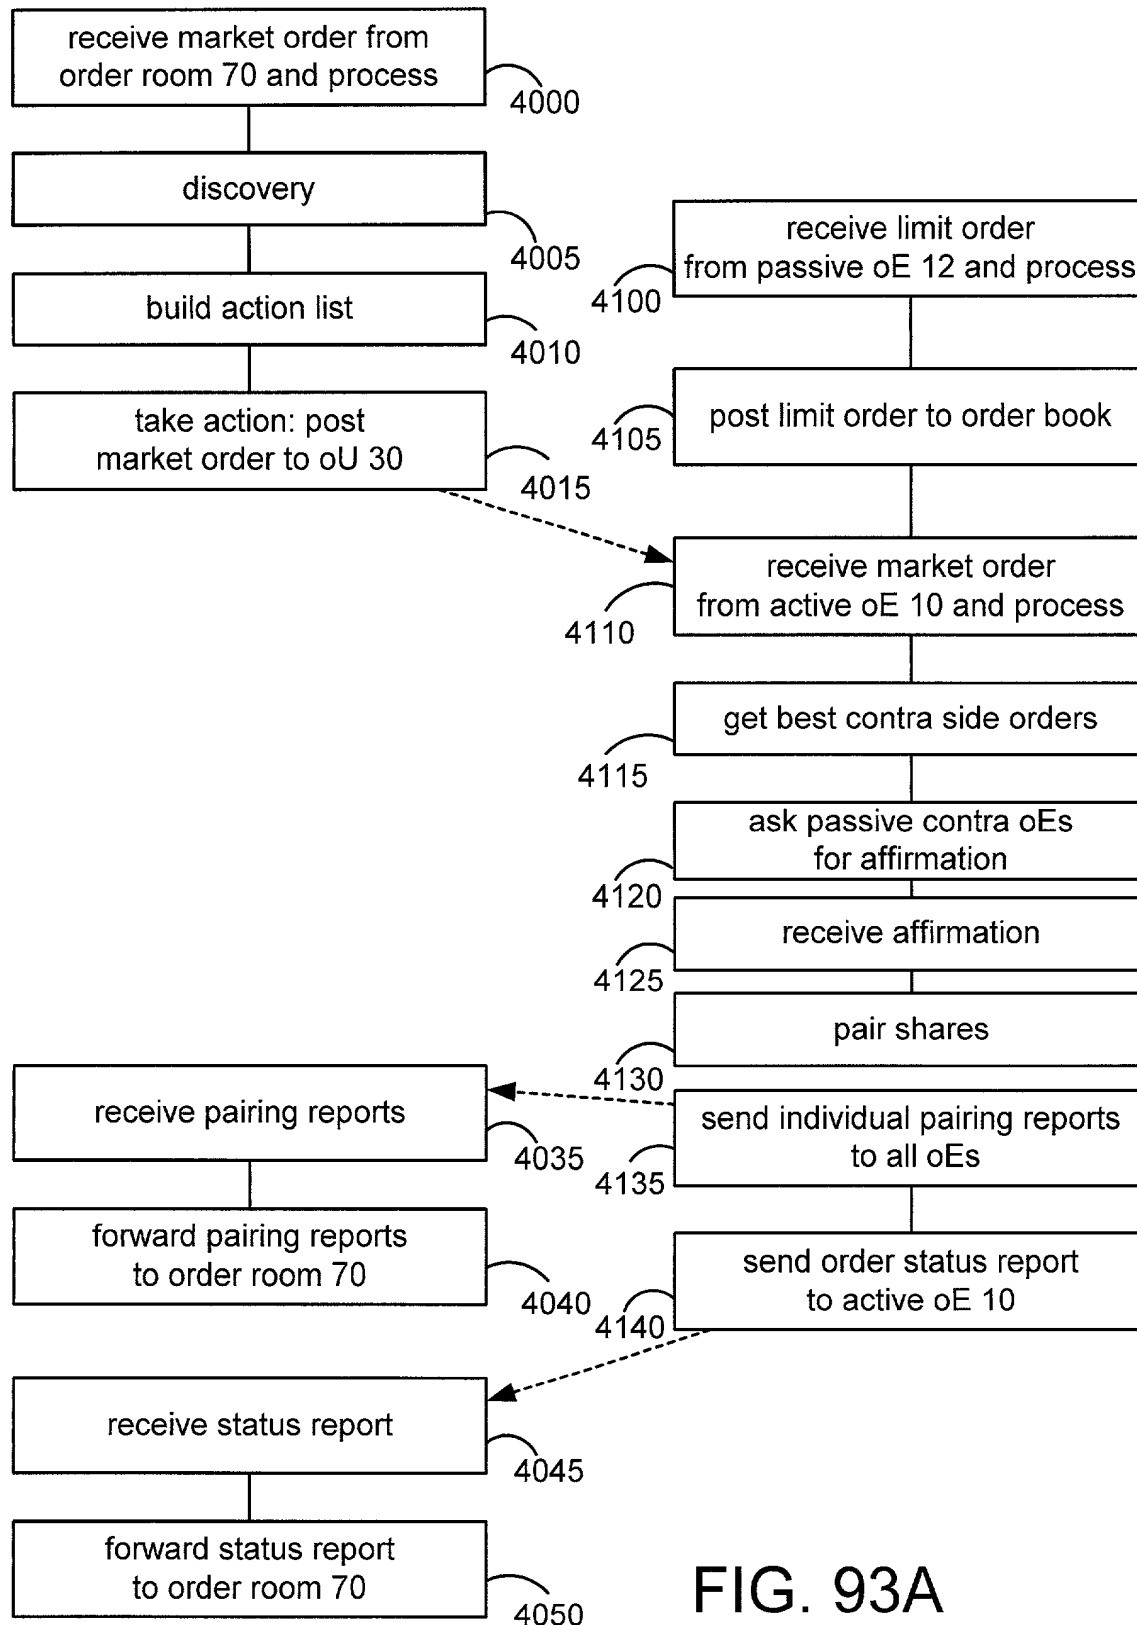 receive market order from
order room 70 and process
4000
discovery
4005
build action list
4010
take action: post
market order to oU 30
4015
receive limit order
from passive oE 12 and process
4100
post limit order to order book
4105
receive market order
from active oE 10 and process
4110
get best contra side orders
4115
ask passive contra oEs
for affirmation
4120
receive affirmation
4125
pair shares
4130
send individual pairing reports
to all oEs
4135
send order status report
to active oE 10
4140
receive pairing reports
4035
forward pairing reports
to order room 70
4040
receive status report
4045
forward status report
to order room 70
4050
FIG. 93A